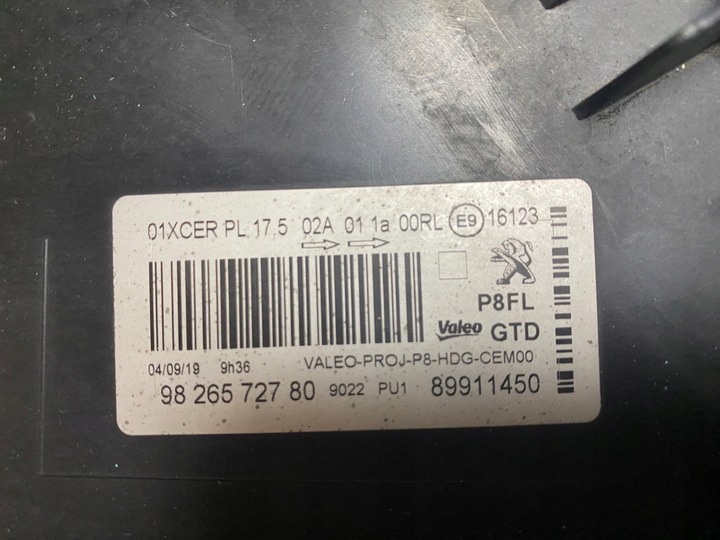 01XCER PL 17.5 02A 01 1a 00RL E9 16123
P8FL
Valeo GTD
04/09/19 9h36 VALEO-PROJ-P8-HDG-CEM00
98 265 727 80 9022 PU1 89911450